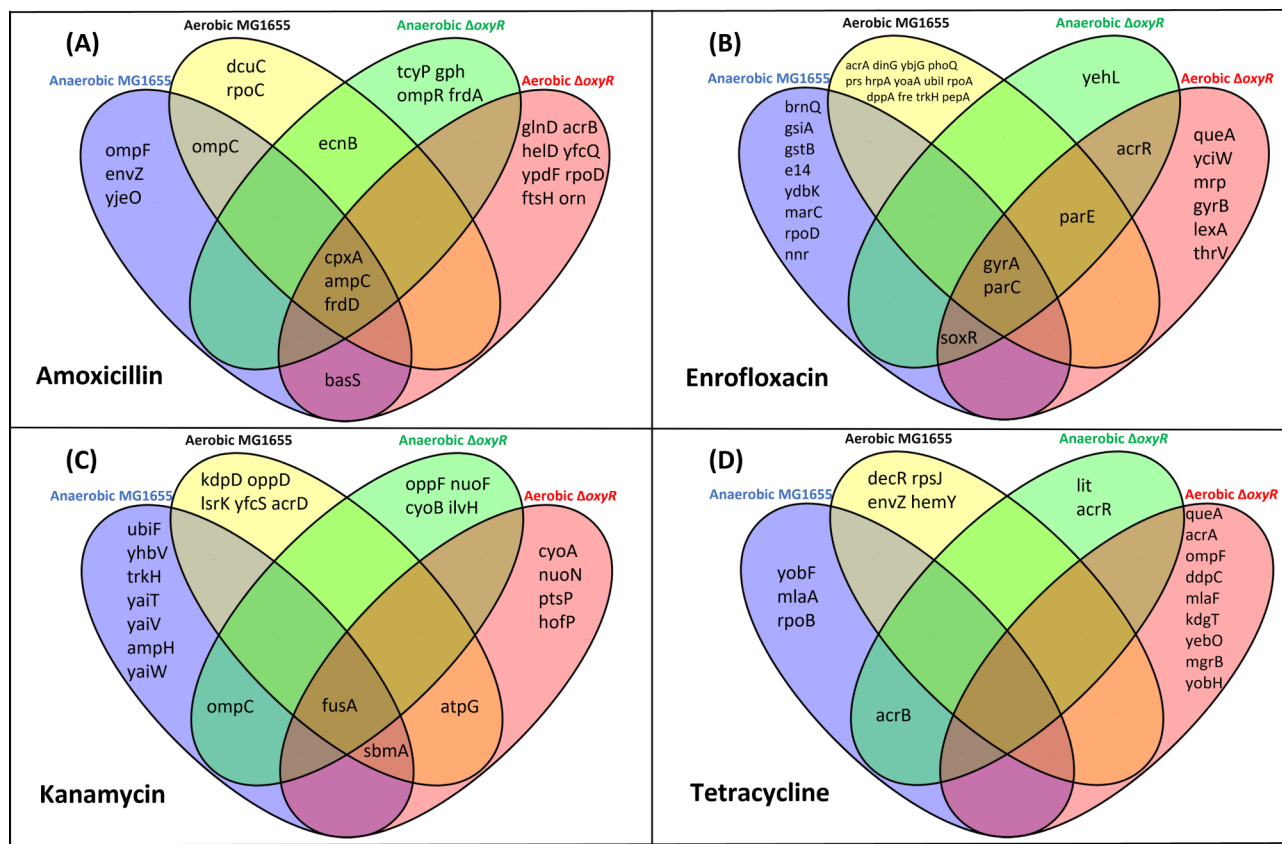 (A)
Aerobic MG1655
Anaerobic ΔoxyR
Anaerobic MG1655
Aerobic ΔoxyR
dcuC
rpoC
tcyP gph
ompR frdA
ompF
envZ
yjeO
ompC
ecnB
glnD acrB
helD yfcQ
ypdF rpoD
ftsH orn
cpxA
ampC
frdD
basS
Amoxicillin
(B)
Aerobic MG1655
Anaerobic ΔoxyR
Anaerobic MG1655
Aerobic ΔoxyR
acrA dinG ybjG phoQ
prs hrpA yoaA ubiI rpoA
dppA fre trkH pepA
yehL
brnQ
gsiA
gstB
e14
ydbK
marC
rpoD
nnr
acrR
queA
yciW
mrp
gyrB
lexA
thrV
parE
gyrA
parC
soxR
Enrofloxacin
(C)
Aerobic MG1655
Anaerobic ΔoxyR
Anaerobic MG1655
Aerobic ΔoxyR
kdpD oppD
lsrK yfcS acrD
oppF nuoF
cyoB ilvH
ubiF
yhbV
trkH
yaiT
yaiV
ampH
yaiW
cyoA
nuoN
ptsP
hofP
ompC
fusA
atpG
sbmA
Kanamycin
(D)
Aerobic MG1655
Anaerobic ΔoxyR
Anaerobic MG1655
Aerobic ΔoxyR
decR rpsJ
envZ hemY
lit
acrR
yobF
mlaA
rpoB
queA
acrA
ompF
ddpC
mlaF
kdgT
yebO
mgrB
yobH
acrB
Tetracycline